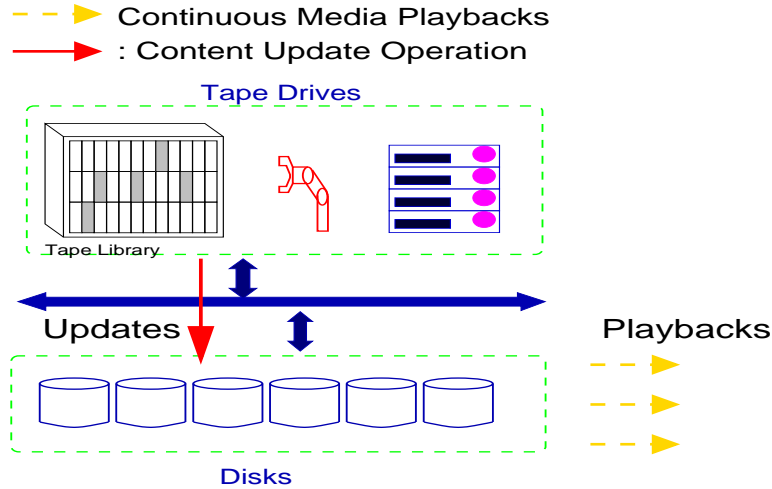 Continuous Media Playbacks
: Content Update Operation
Tape Drives
Tape Library
Updates
Playbacks
Disks